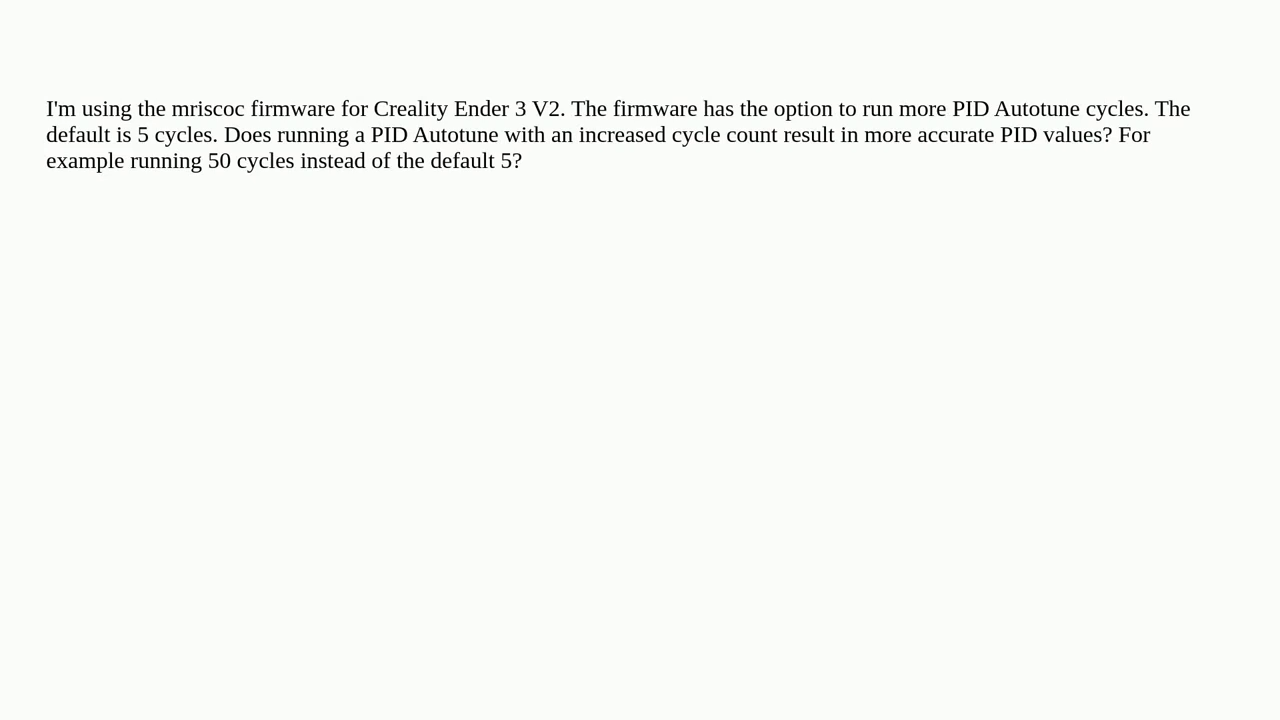 I'm using the mriscoc firmware for Creality Ender 3 V2. The firmware has the option to run more PID Autotune cycles. The
default is 5 cycles. Does running a PID Autotune with an increased cycle count result in more accurate PID values? For
example running 50 cycles instead of the default 5?